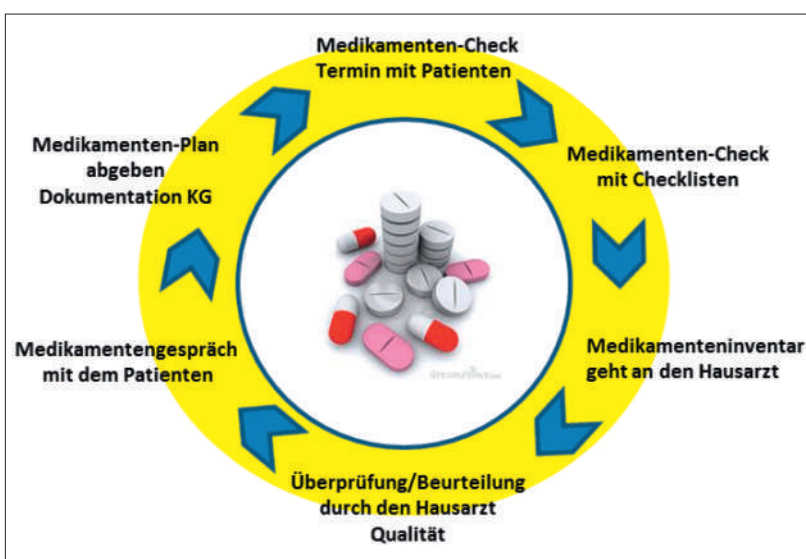 Medikamenten-Check
Termin mit Patienten
Medikamenten-Check
mit Checklisten
Medikamenteninventar
geht an den Hausarzt
Überprüfung/Beurteilung
durch den Hausarzt
Qualität
Medikamentengespräch
mit dem Patienten
Medikamenten-Plan
abgeben
Dokumentation KG